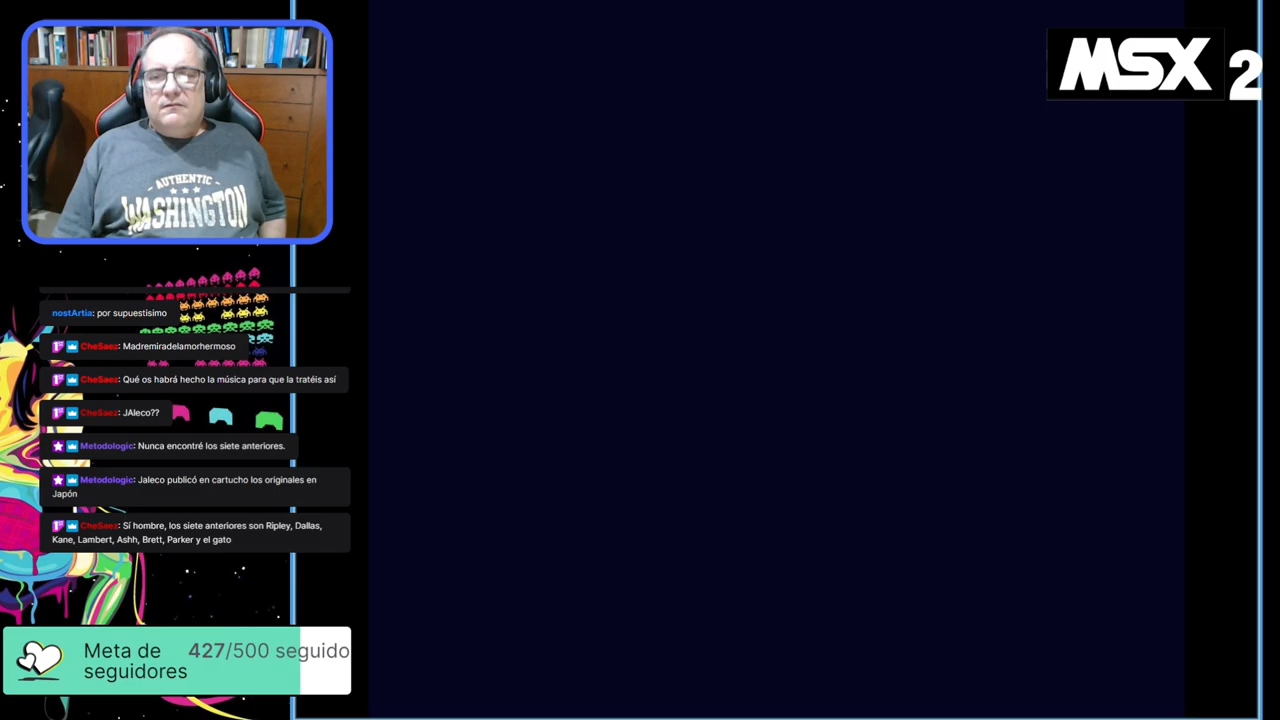 MSX 2
AUTHENTIC
WASHINGTON
nostArtia: por supuestisimo
CheSaez: Madremiradelamorhermoso
CheSaez: Qué os habrá hecho la música para que la tratéis así
CheSaez: JAleco??
Metodologic: Nunca encontré los siete anteriores.
Metodologic: Jaleco publicó en cartucho los originales en
Japón
CheSaez: Sí hombre, los siete anteriores son Ripley, Dallas,
Kane, Lambert, Ashh, Brett, Parker y el gato
Meta de 427/500 seguido
seguidores